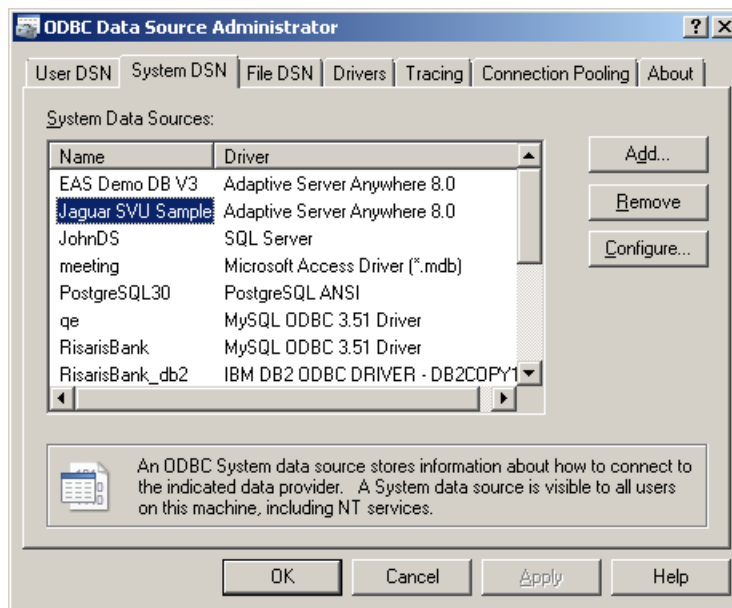 ODBC Data Source Administrator
User DSN System DSN File DSN Drivers Tracing Connection Pooling About
System Data Sources:
Name Driver
EAS Demo DB V3 Adaptive Server Anywhere 8.0
Jaguar SVU Sample Adaptive Server Anywhere 8.0
JohnDS SQL Server
meeting Microsoft Access Driver (*.mdb)
PostgreSQL30 PostgreSQL ANSI
qe MySQL ODBC 3.51 Driver
RisarisBank MySQL ODBC 3.51 Driver
RisarisBank_db2 IBM DB2 ODBC DRIVER - DB2COPY1
Add...
Remove
Configure...
An ODBC System data source stores information about how to connect to
the indicated data provider. A System data source is visible to all users
on this machine, including NT services.
OK Cancel Apply Help